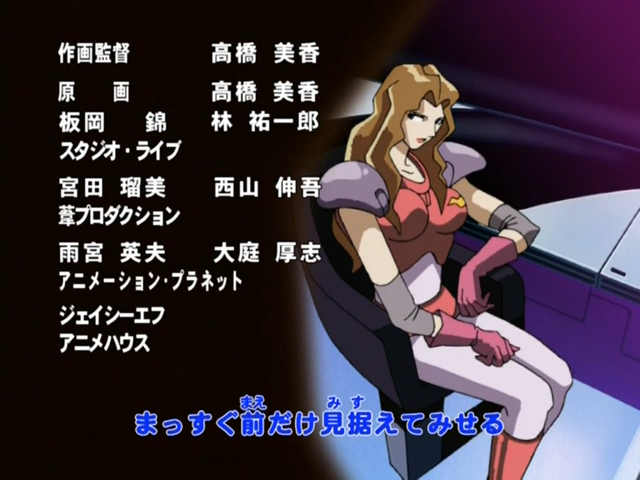 作画監督 高橋 美香
原 画 高橋 美香
板岡 錦 林 祐一郎
スタジオ・ライブ
宮田 瑠美 西山 伸吾
葦プロダクション
雨宮 英夫 大庭 厚志
アニメーション・プラネット
ジェイシーエフ
アニメハウス
まえ みす
まっすぐ前だけ見据えてみせる